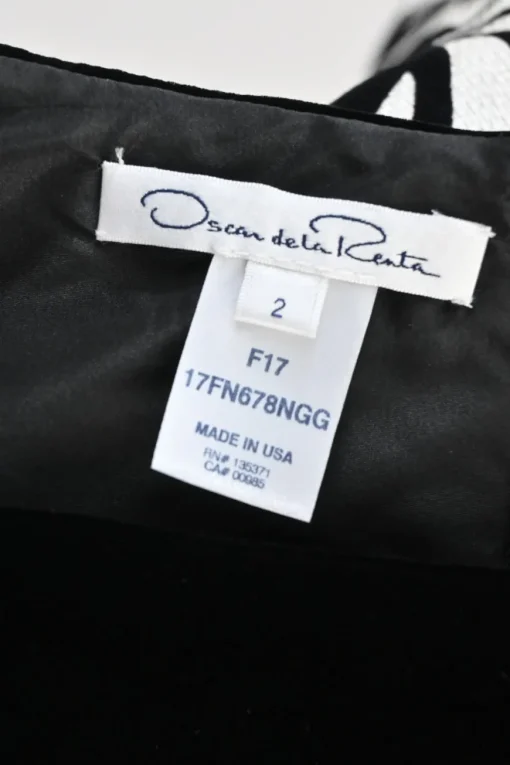 Oscar de la Renta
2
F17
17FN678NGG
MADE IN USA
RN# 135371
CA# 00985